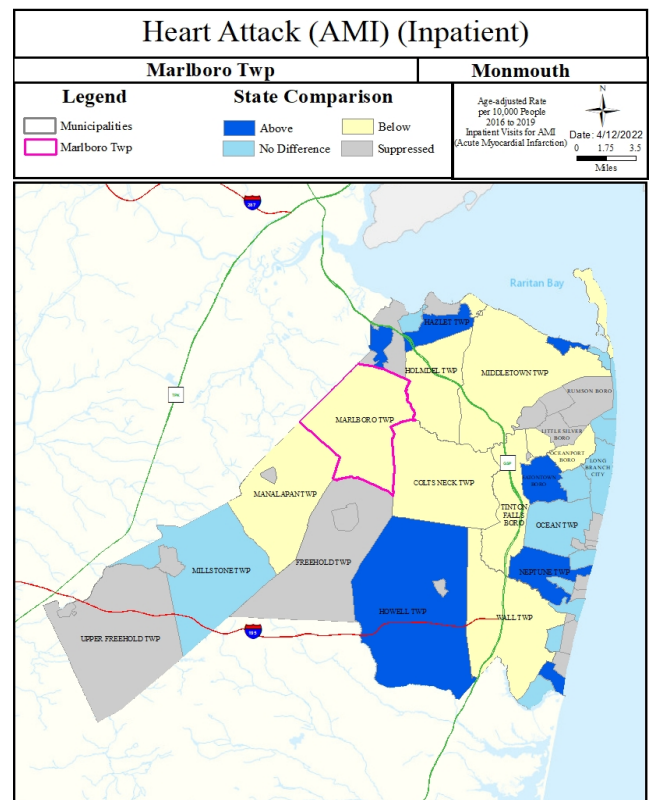 Heart Attack (AMI) (Inpatient)
Marlboro Twp
Monmouth
Legend
Municipalities
Marlboro Twp
State Comparison
Above
Below
No Difference
Suppressed
Age-adjusted Rate
per 10,000 People
2016 to 2019
Inpatient Visits for AMI
(Acute Myocardial Infarction)
N
Date: 4/12/2022
0 1.75 3.5
Miles
Raritan Bay
HAZLET TWP
HOLMDEL TWP
MIDDLETOWN TWP
RUMSON BORO
MARLBORO TWP
LITTLE SILVER
BORO
OCEANPORT
BORO
LONG
BRANCH
CITY
COLTS NECK TWP
MANALAPAN TWP
TINTON
FALLS
BORO
OCEAN TWP
FREEHOLD TWP
MILLSTONE TWP
NEPTUNE TWP
HOWELL TWP
WALL TWP
UPPER FREEHOLD TWP
GSP